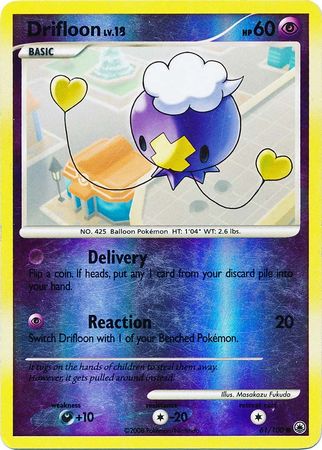 Drifloon LV.18 HP 60
BASIC
NO. 425 Balloon Pokémon HT: 1'04" WT: 2.6 lbs.
Delivery
Flip a coin. If heads, put any 1 card from your discard pile into
your hand.
Reaction 20
Switch Drifloon with 1 of your Benched Pokémon.
It tugs on the hands of children to steal them away.
However, it gets pulled around instead.
Illus. Masakazu Fukuda
weakness resistance retreat cost
+10 -20
©2008 Pokémon/Nintendo 61/100